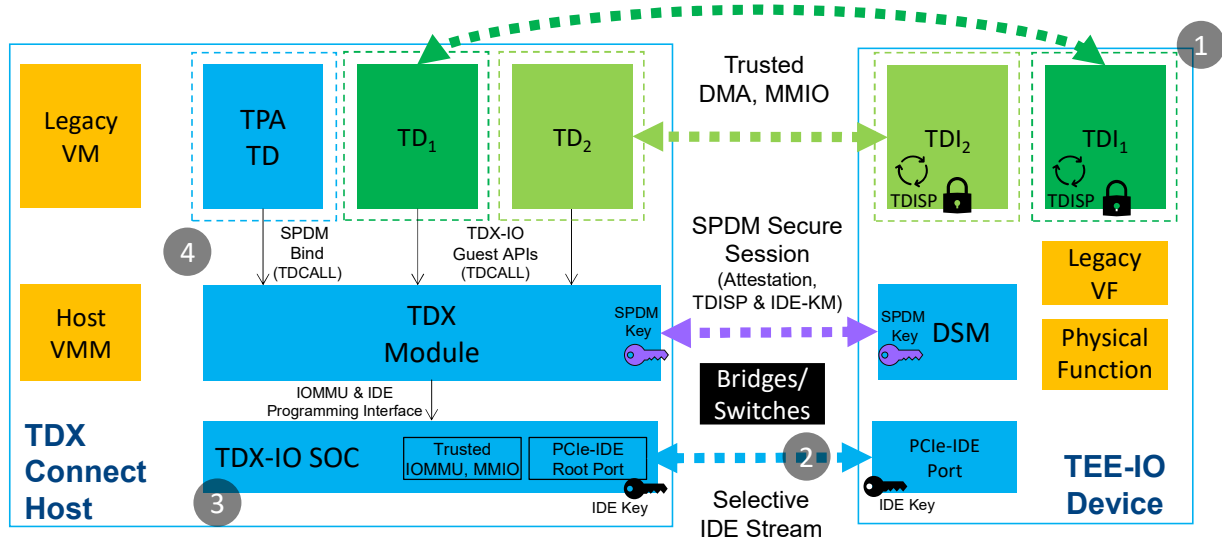 1
Legacy
VM
TPA
TD
TD1
TD2
Trusted
DMA, MMIO
TDI2
TDISP
TDI1
TDISP
4
SPDM
Bind
(TDCALL)
TDX-IO
Guest APIs
(TDCALL)
SPDM Secure
Session
(Attestation,
TDISP & IDE-KM)
Legacy
VF
Host
VMM
TDX
Module
SPDM
Key
SPDM
Key
DSM
Physical
Function
IOMMU & IDE
Programming Interface
Bridges/
Switches
TDX
Connect
Host
TDX-IO SOC
Trusted
IOMMU, MMIO
PCIe-IDE
Root Port
2
PCIe-IDE
Port
3
IDE Key
Selective
IDE Stream
IDE Key
TEE-IO
Device